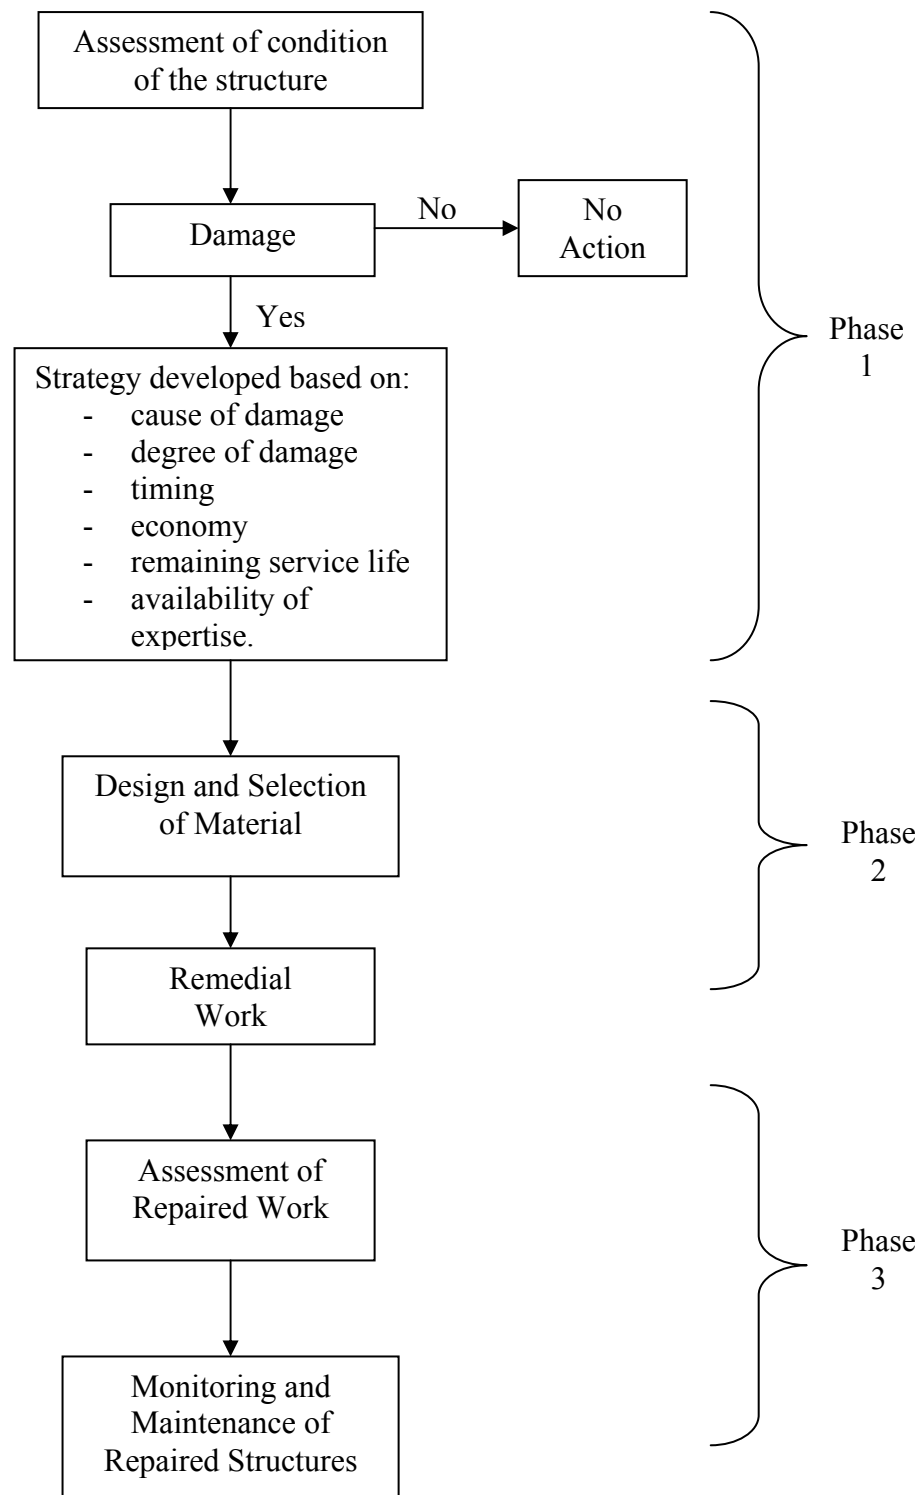 Assessment of condition
of the structure
Damage
No
No
Action
Yes
Strategy developed based on:
- cause of damage
- degree of damage
- timing
- economy
- remaining service life
- availability of
expertise.
Phase
1
Design and Selection
of Material
Phase
2
Remedial
Work
Assessment of
Repaired Work
Phase
3
Monitoring and
Maintenance of
Repaired Structures